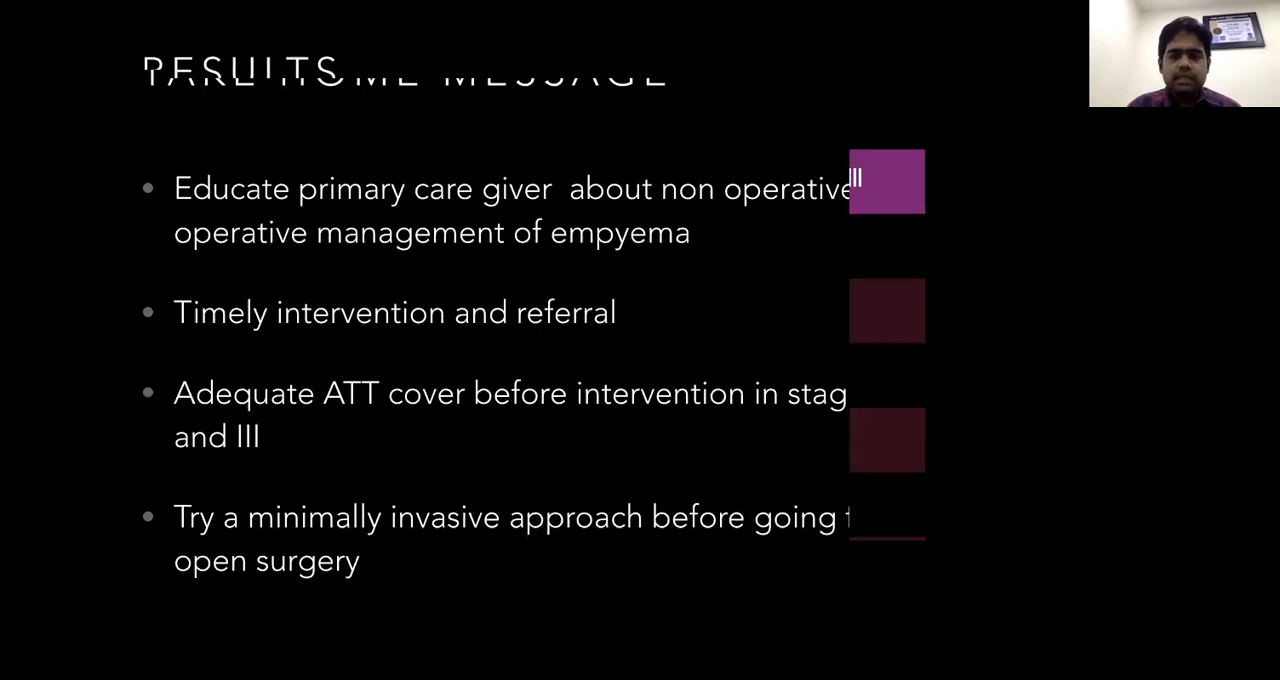 RESULTS
Educate primary care giver about non operative
operative management of empyema
Timely intervention and referral
Adequate ATT cover before intervention in stag
and III
Try a minimally invasive approach before going
open surgery
III